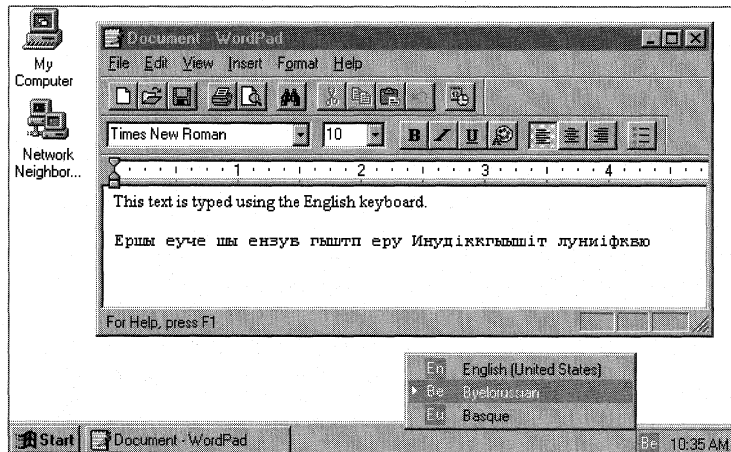 My
Computer
Network
Neighbor...
Document - WordPad
File Edit View Insert Format Help
Times New Roman 10 B I U
1 2 3 4
This text is typed using the English keyboard.
Ершы еуче шы ензув гыштп еру Инудіккгыышіт луниіфквю
For Help, press F1
En English (United States)
Be Byelorussian
Eu Basque
Start Document - WordPad Be 10:35 AM